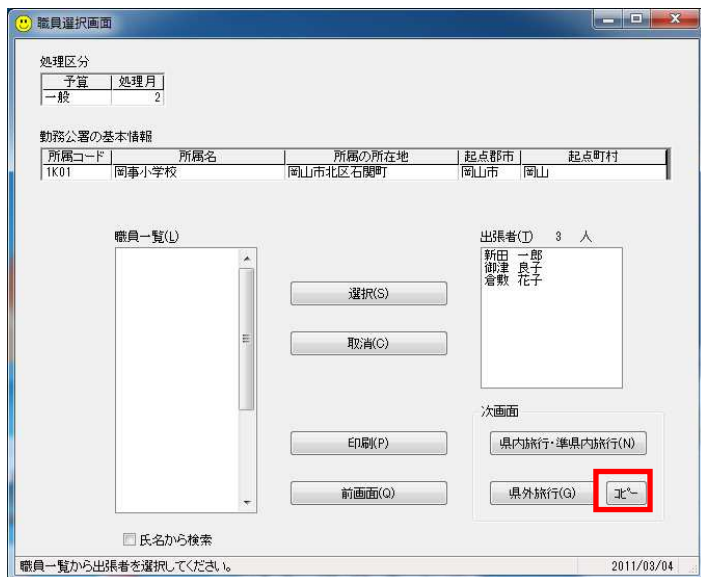 職員選択画面
処理区分
予算 処理月
一般 2
勤務公署の基本情報
所属コード 所属名 所属の所在地 起点郡市 起点町村
1K01 岡事小学校 岡山市北区石関町 岡山市 岡山
職員一覧(L) 出張者(T) 3 人
新田 一郎
御津 良子
倉敷 花子
選択(S)
取消(C)
次画面
印刷(P) 県内旅行・準県内旅行(N)
前画面(Q) 県外旅行(G) ｺﾋﾟｰ
氏名から検索
職員一覧から出張者を選択してください。 2011/03/04